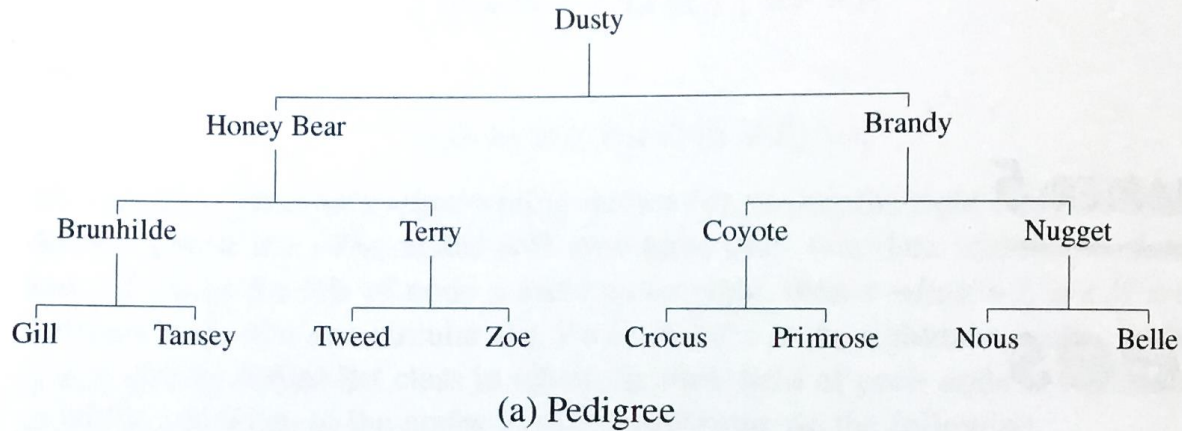 Dusty
Honey Bear Brandy
Brunhilde Terry Coyote Nugget
Gill Tansey Tweed Zoe Crocus Primrose Nous Belle
(a) Pedigree